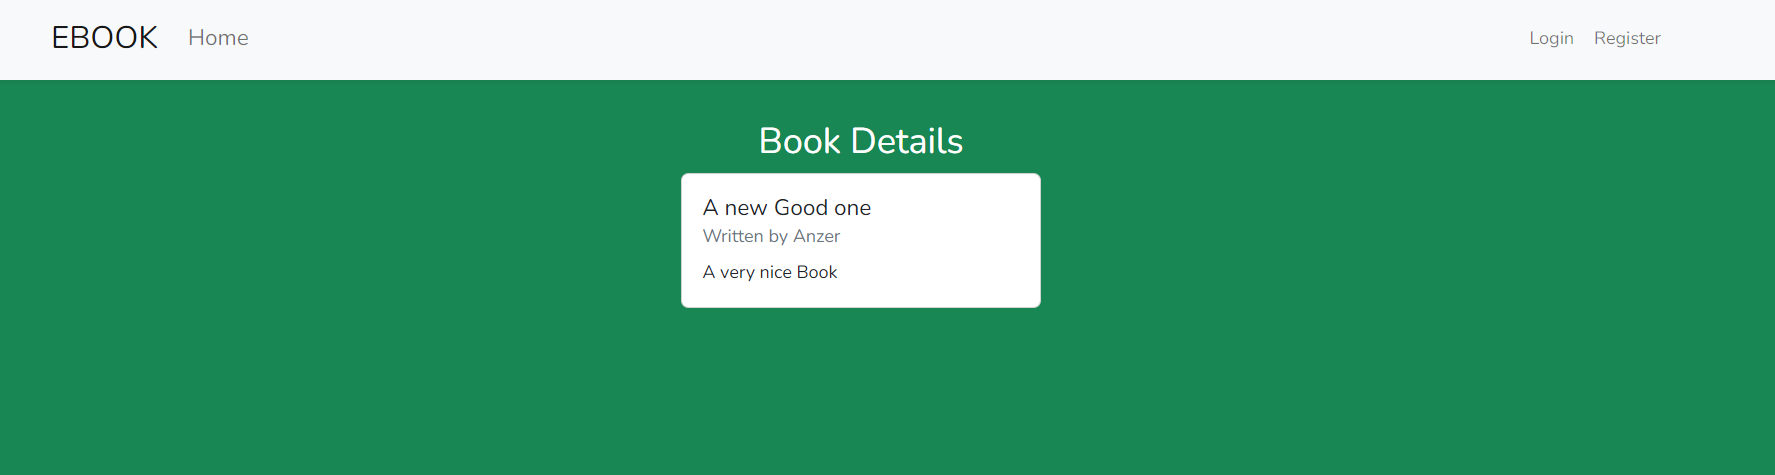 EBOOK Home Login Register
Book Details
A new Good one
Written by Anzer
A very nice Book